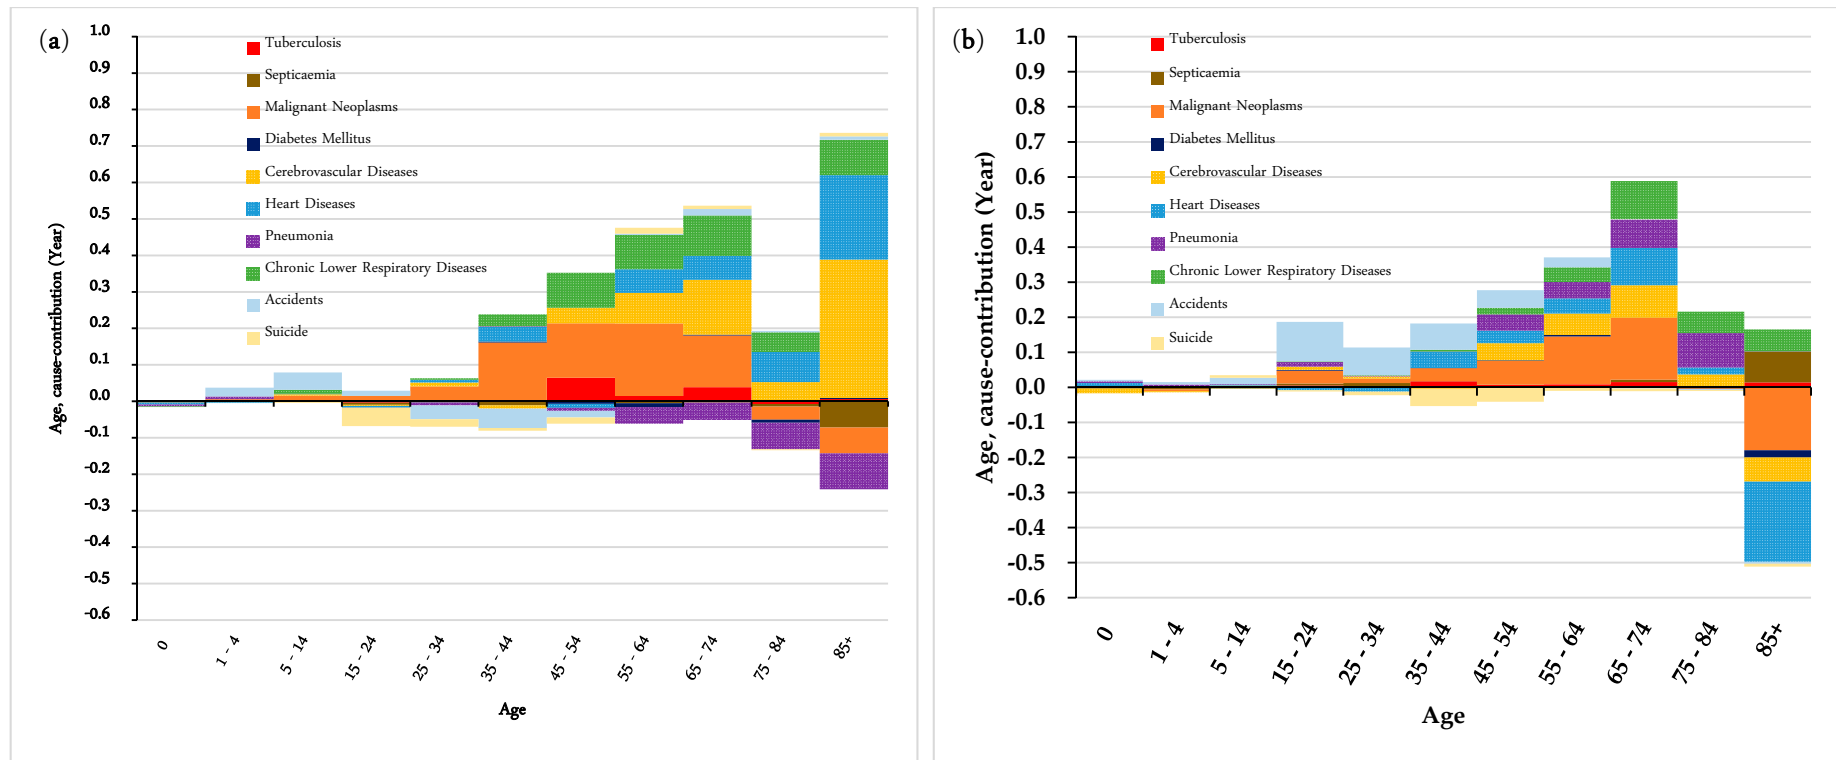 (a)
Age, cause-contribution (Year)
1.0
0.9
0.8
0.7
0.6
0.5
0.4
0.3
0.2
0.1
0.0
-0.1
-0.2
-0.3
-0.4
-0.5
-0.6
Tuberculosis
Septicaemia
Malignant Neoplasms
Diabetes Mellitus
Cerebrovascular Diseases
Heart Diseases
Pneumonia
Chronic Lower Respiratory Diseases
Accidents
Suicide
0
1 - 4
5 - 14
15 - 24
25 - 34
35 - 44
45 - 54
55 - 64
65 - 74
75 - 84
85+
Age
(b)
Age, cause-contribution (Year)
1.0
0.9
0.8
0.7
0.6
0.5
0.4
0.3
0.2
0.1
0.0
-0.1
-0.2
-0.3
-0.4
-0.5
-0.6
Tuberculosis
Septicaemia
Malignant Neoplasms
Diabetes Mellitus
Cerebrovascular Diseases
Heart Diseases
Pneumonia
Chronic Lower Respiratory Diseases
Accidents
Suicide
0
1 - 4
5 - 14
15 - 24
25 - 34
35 - 44
45 - 54
55 - 64
65 - 74
75 - 84
85+
Age